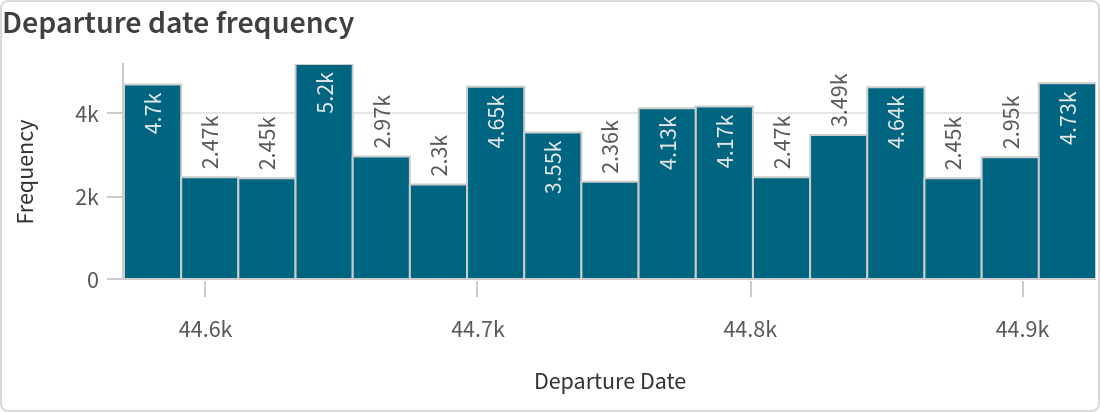 Departure date frequency
Frequency
4k
2k
0
4.7k
2.47k
2.45k
5.2k
2.97k
2.3k
4.65k
3.55k
2.36k
4.13k
4.17k
2.47k
3.49k
4.64k
2.45k
2.95k
4.73k
44.6k
44.7k
44.8k
44.9k
Departure Date